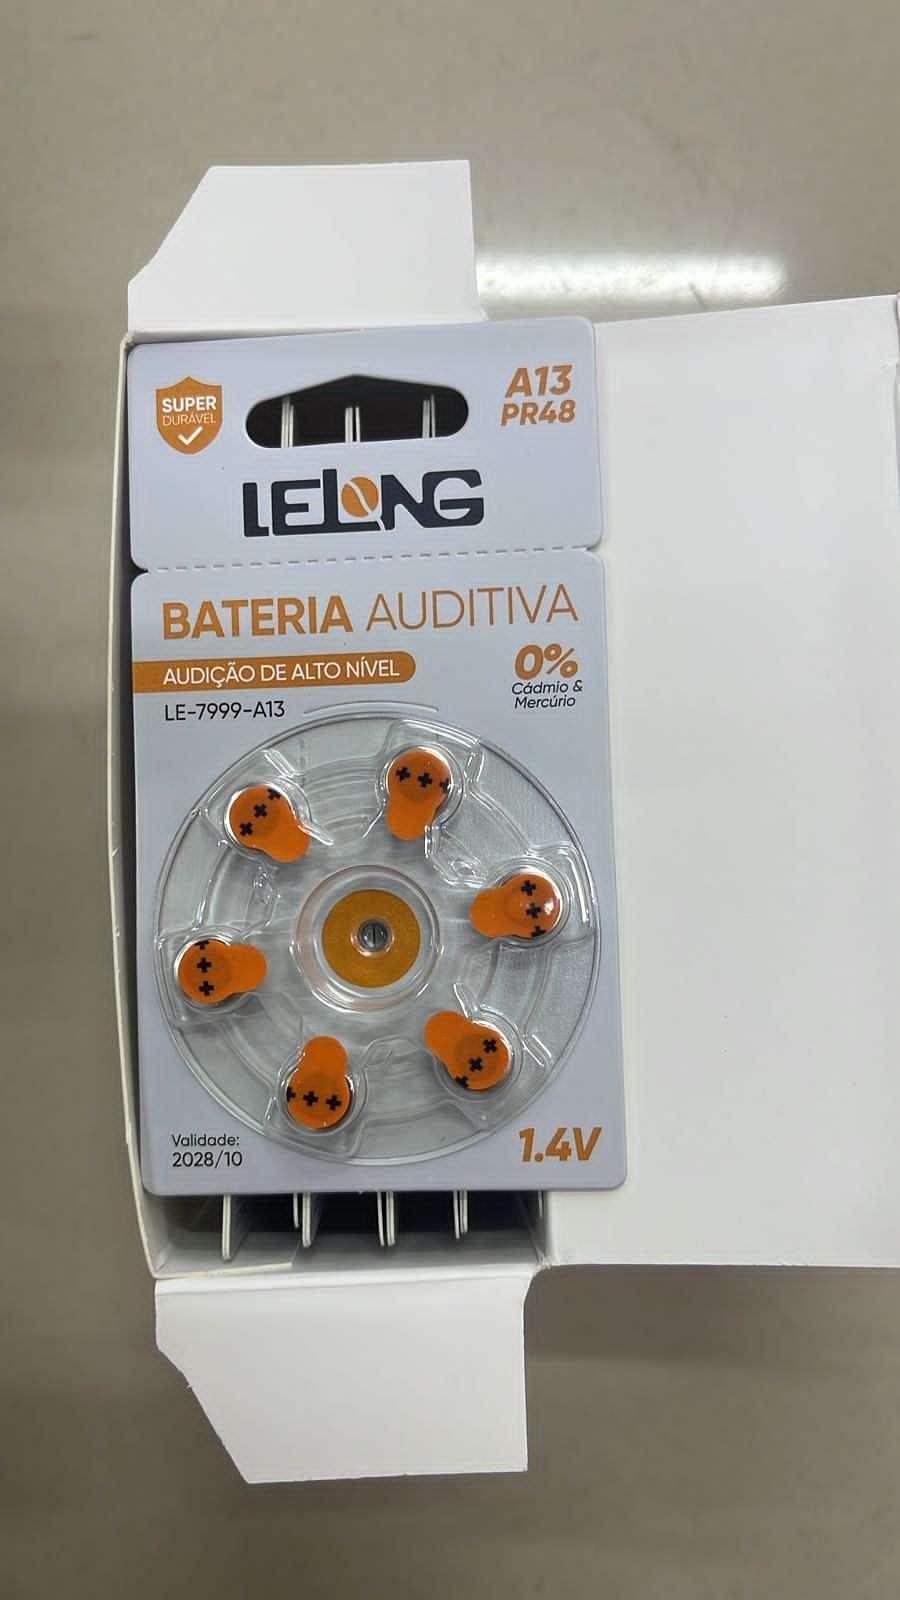 SUPER
DURÁVEL
A13
PR48
LELONG
BATERIA AUDITIVA
AUDIÇÃO DE ALTO NÍVEL
0%
Cádmio &
Mercúrio
LE-7999-A13
Validade:
2028/10
1.4V